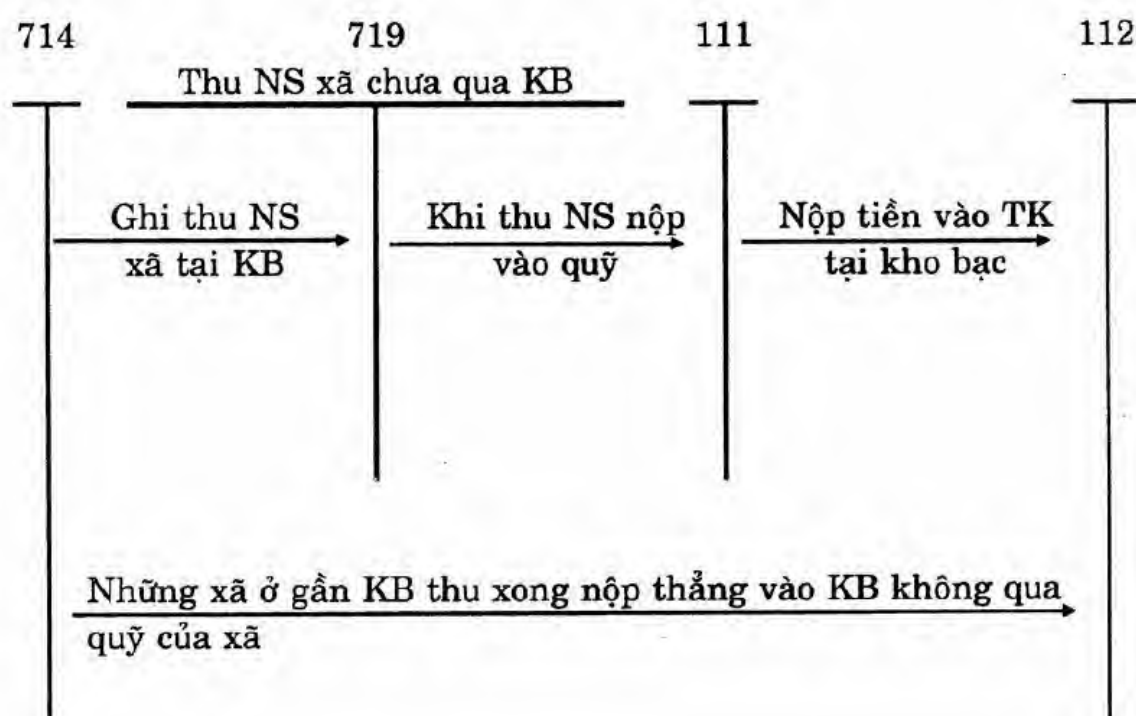 714 719 111 112
Thu NS xã chưa qua KB
Ghi thu NS
xã tại KB
Khi thu NS nộp
vào quỹ
Nộp tiền vào TK
tại kho bạc
Những xã ở gần KB thu xong nộp thẳng vào KB không qua
quỹ của xã